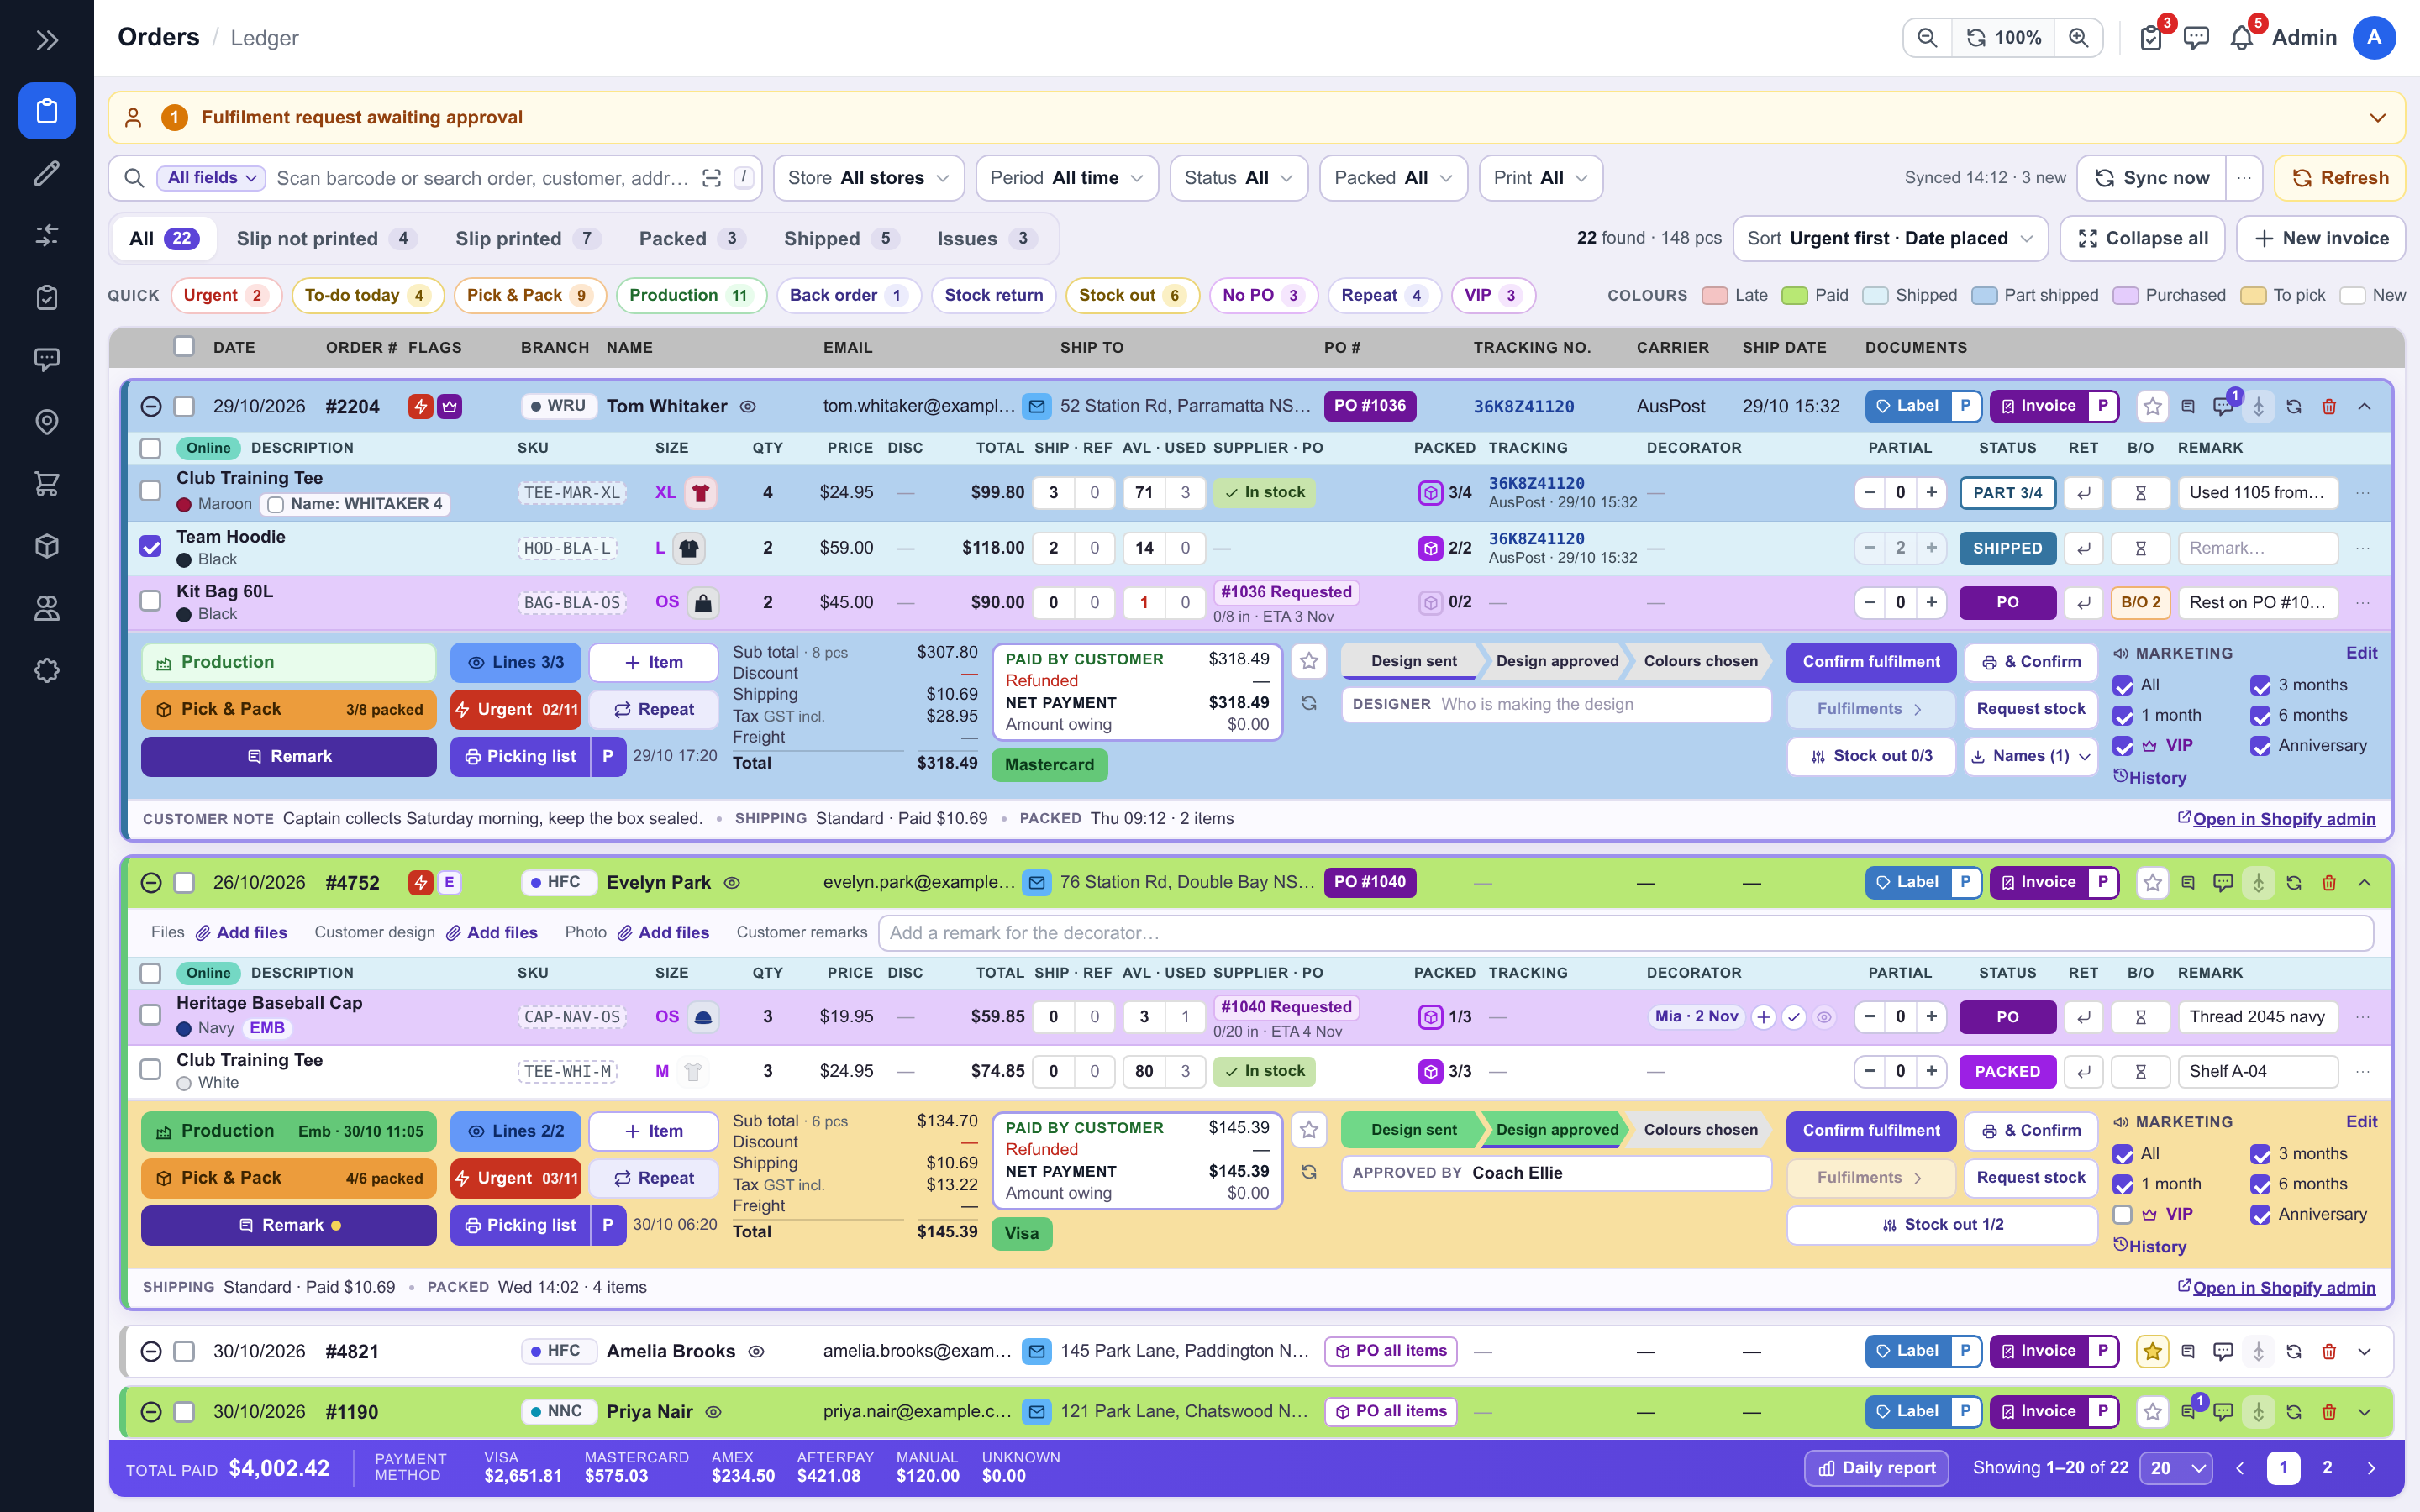 Orders / Ledger
100%
3
5
Admin
A
1 Fulfilment request awaiting approval
All fields Scan barcode or search order, customer, addr… /
Store All stores
Period All time
Status All
Packed All
Print All
Synced 14:12 · 3 new
Sync now
Refresh
All 22
Slip not printed 4
Slip printed 7
Packed 3
Shipped 5
Issues 3
22 found · 148 pcs
Sort Urgent first · Date placed
Collapse all
New invoice
QUICK Urgent 2 To-do today 4 Pick & Pack 9 Production 11 Back order 1 Stock return Stock out 6 No PO 3 Repeat 4 VIP 3
COLOURS Late Paid Shipped Part shipped Purchased To pick New
DATE ORDER # FLAGS BRANCH NAME EMAIL SHIP TO PO # TRACKING NO. CARRIER SHIP DATE DOCUMENTS
29/10/2026 #2204 WRU Tom Whitaker tom.whitaker@exampl… 52 Station Rd, Parramatta NS… PO #1036 36K8Z41120 AusPost 29/10 15:32 Label P Invoice P 1
Online DESCRIPTION SKU SIZE QTY PRICE DISC TOTAL SHIP · REF AVL · USED SUPPLIER · PO PACKED TRACKING DECORATOR PARTIAL STATUS RET B/O REMARK
Club Training Tee
Maroon Name: WHITAKER 4
TEE-MAR-XL XL 4 $24.95 — $99.80 3 0 71 3 In stock 3/4
36K8Z41120
AusPost · 29/10 15:32
— − 0 + PART 3/4 Used 1105 from…
Team Hoodie
Black
HOD-BLA-L L 2 $59.00 — $118.00 2 0 14 0 — 2/2
36K8Z41120
AusPost · 29/10 15:32
— − 2 + SHIPPED Remark…
Kit Bag 60L
Black
BAG-BLA-OS OS 2 $45.00 — $90.00 0 0 1 0
#1036 Requested
0/8 in · ETA 3 Nov
0/2 — — − 0 + PO B/O 2 Rest on PO #10…
Production
Pick & Pack 3/8 packed
Remark
Lines 3/3
Item
Urgent 02/11
Repeat
Picking list P 29/10 17:20
Sub total · 8 pcs $307.80
Discount —
Shipping $10.69
Tax GST incl. $28.95
Freight —
Total $318.49
PAID BY CUSTOMER $318.49
Refunded —
NET PAYMENT $318.49
Amount owing $0.00
Mastercard
Design sent Design approved Colours chosen
DESIGNER Who is making the design
Confirm fulfilment
& Confirm
Fulfilments
Request stock
Stock out 0/3
Names (1)
MARKETING Edit
All 3 months
1 month 6 months
VIP Anniversary
History
CUSTOMER NOTE Captain collects Saturday morning, keep the box sealed. • SHIPPING Standard · Paid $10.69 • PACKED Thu 09:12 · 2 items
Open in Shopify admin
26/10/2026 #4752 E HFC Evelyn Park evelyn.park@example… 76 Station Rd, Double Bay NS… PO #1040 — — — Label P Invoice P
Files Add files Customer design Add files Photo Add files Customer remarks Add a remark for the decorator…
Online DESCRIPTION SKU SIZE QTY PRICE DISC TOTAL SHIP · REF AVL · USED SUPPLIER · PO PACKED TRACKING DECORATOR PARTIAL STATUS RET B/O REMARK
Heritage Baseball Cap
Navy EMB
CAP-NAV-OS OS 3 $19.95 — $59.85 0 0 3 1
#1040 Requested
0/20 in · ETA 4 Nov
1/3 — Mia · 2 Nov − 0 + PO Thread 2045 navy
Club Training Tee
White
TEE-WHI-M M 3 $24.95 — $74.85 0 0 80 3 In stock 3/3 — — − 0 + PACKED Shelf A-04
Production Emb · 30/10 11:05
Pick & Pack 4/6 packed
Remark
Lines 2/2
Item
Urgent 03/11
Repeat
Picking list P 30/10 06:20
Sub total · 6 pcs $134.70
Discount —
Shipping $10.69
Tax GST incl. $13.22
Freight —
Total $145.39
PAID BY CUSTOMER $145.39
Refunded —
NET PAYMENT $145.39
Amount owing $0.00
Visa
Design sent Design approved Colours chosen
APPROVED BY Coach Ellie
Confirm fulfilment
& Confirm
Fulfilments
Request stock
Stock out 1/2
MARKETING Edit
All 3 months
1 month 6 months
VIP Anniversary
History
SHIPPING Standard · Paid $10.69 • PACKED Wed 14:02 · 4 items
Open in Shopify admin
30/10/2026 #4821 HFC Amelia Brooks amelia.brooks@exam… 145 Park Lane, Paddington N… PO all items — — — Label P Invoice P
30/10/2026 #1190 NNC Priya Nair priya.nair@example.c… 121 Park Lane, Chatswood N… PO all items — — — Label P Invoice P 1
TOTAL PAID $4,002.42
PAYMENT METHOD
VISA $2,651.81
MASTERCARD $575.03
AMEX $234.50
AFTERPAY $421.08
MANUAL $120.00
UNKNOWN $0.00
Daily report
Showing 1–20 of 22
20
1 2